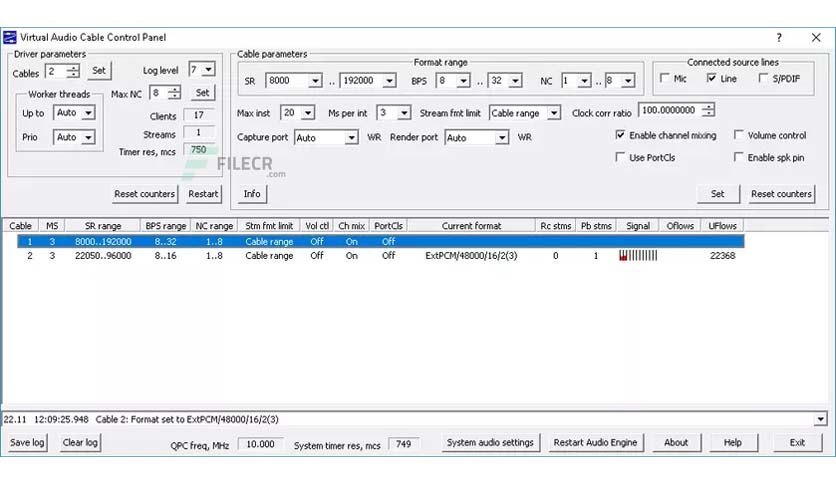 Virtual Audio Cable Control Panel ? ×
Driver parameters
Cables 2 Set Log level 7
Worker threads Max NC 8 Set
Up to Auto Clients 17
Streams 1
Prio Auto Timer res, mcs 750
Reset counters Restart
Cable parameters
Format range
SR 8000 .. 192000 BPS 8 .. 32 NC 1 .. 8
Connected source lines
Mic Line S/PDIF
Max inst 20 Ms per int 3 Stream fmt limit Cable range Clock corr ratio 100.0000000
Capture port Auto WR Render port Auto WR
Enable channel mixing Volume control
Use PortCls Enable spk pin
Info Set Reset counters
FILECR
.com
Cable MS SR range BPS range NC range Stm fmt limit Vol ctl Ch mix PortCls Current format Rc stms Pb stms Signal Oflows UFlows
1 3 8000..192000 8..32 1..8 Cable range Off On Off
2 3 22050..96000 8..16 1..8 Cable range Off On Off ExtPCM/48000/16/2(3) 0 1 22368
22.11 12:09:25.948 Cable 2: Format set to ExtPCM/48000/16/2(3)
Save log Clear log QPC freq, MHz 10.000 System timer res, mcs 749 System audio settings Restart Audio Engine About Help Exit